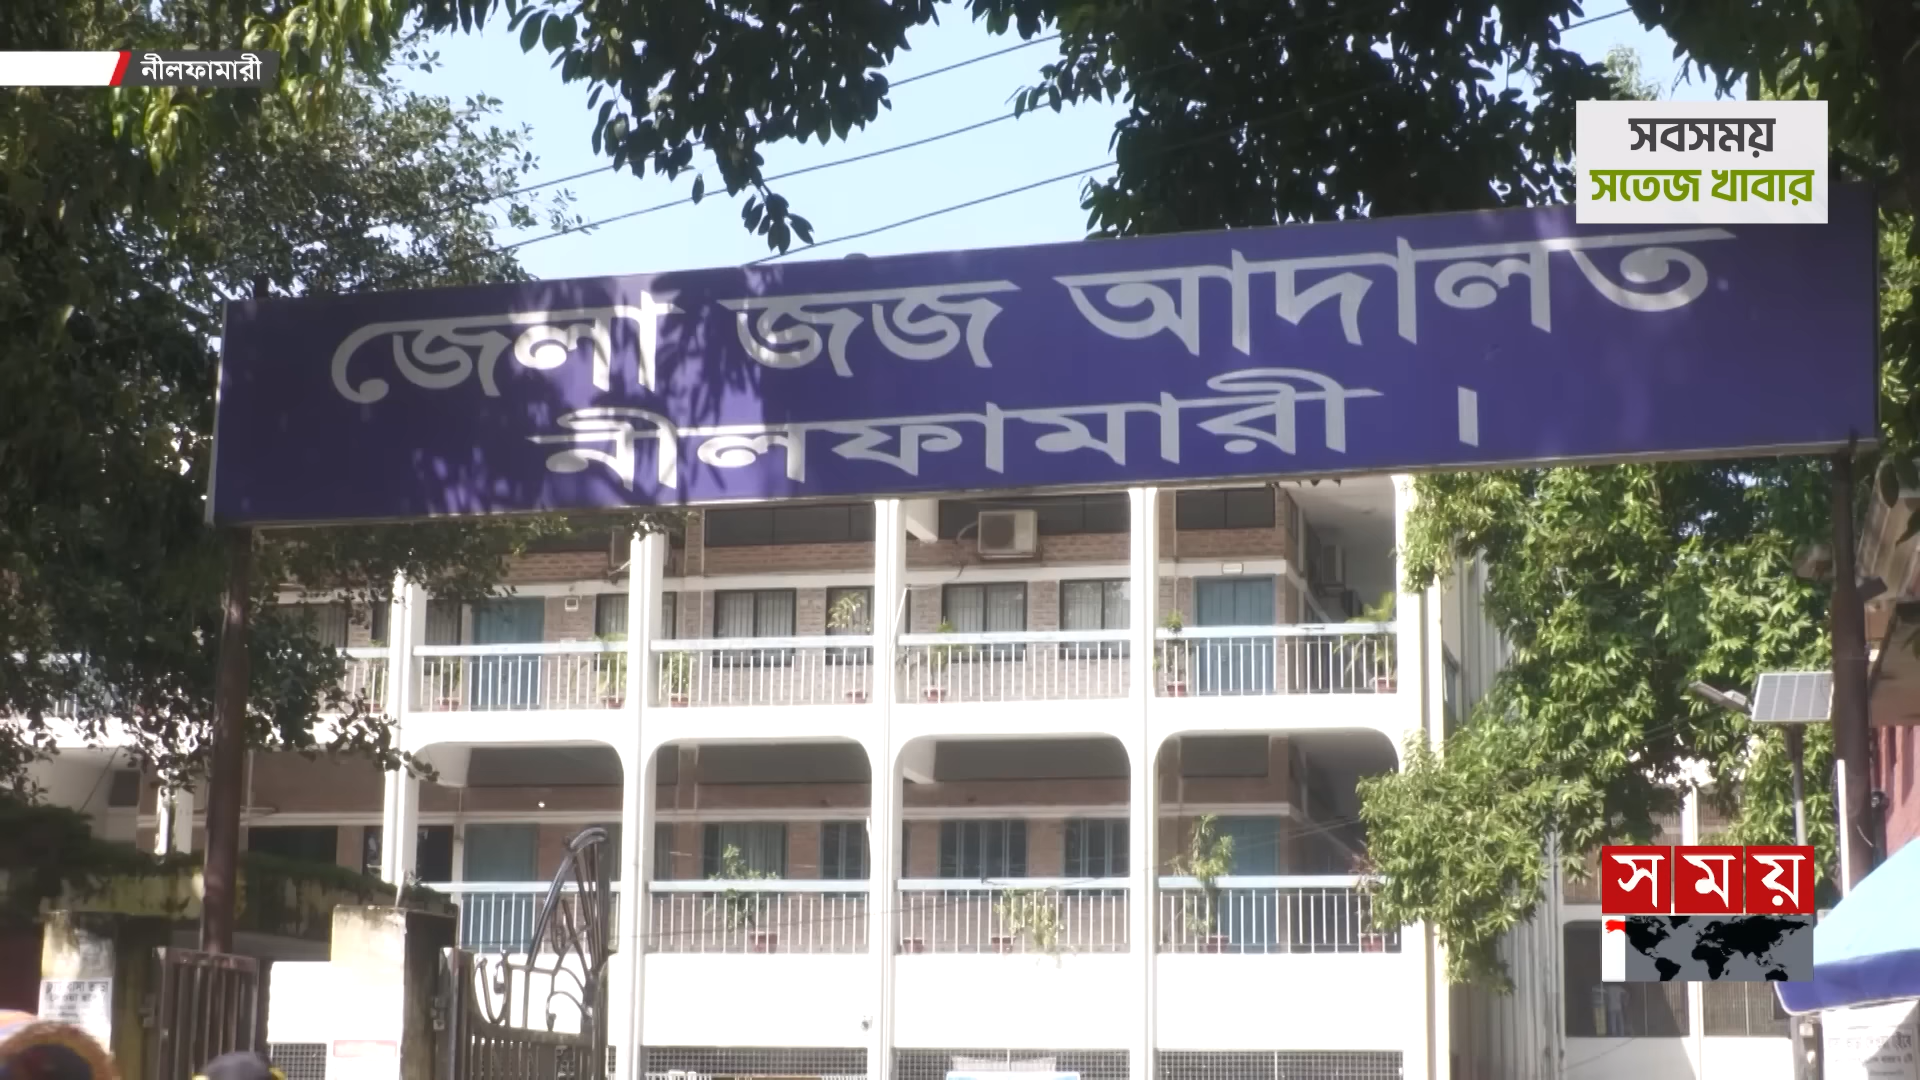 নীলফামারী
সবসময়
সতেজ খাবার
জেলা জজ আদালত
নীলফামারী ।
সময়